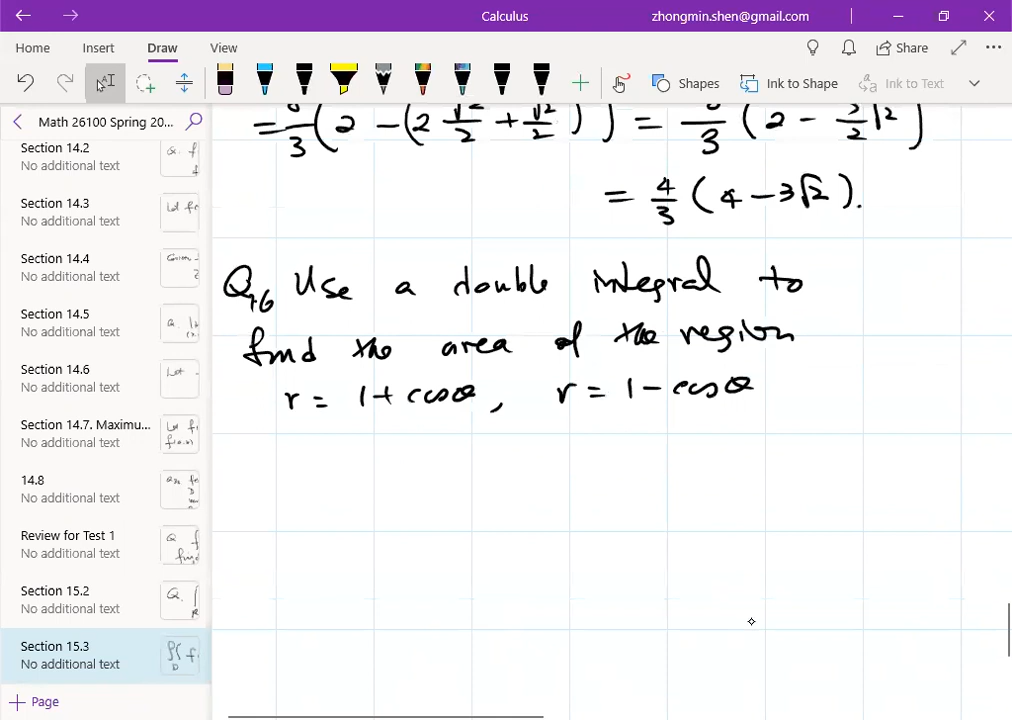 Calculus
zhongmin.shen@gmail.com
Home Insert Draw View
Share
Shapes
Ink to Shape
Ink to Text
Math 26100 Spring 20...
Section 14.2
No additional text
Section 14.3
No additional text
Section 14.4
No additional text
Section 14.5
No additional text
Section 14.6
No additional text
Section 14.7. Maximu...
No additional text
14.8
No additional text
Review for Test 1
No additional text
Section 15.2
No additional text
Section 15.3
No additional text
Page
= 4/3 (4 − 3√2).
Q46 Use a double integral to
find the area of the region
r = 1 + cosθ, r = 1 − cosθ